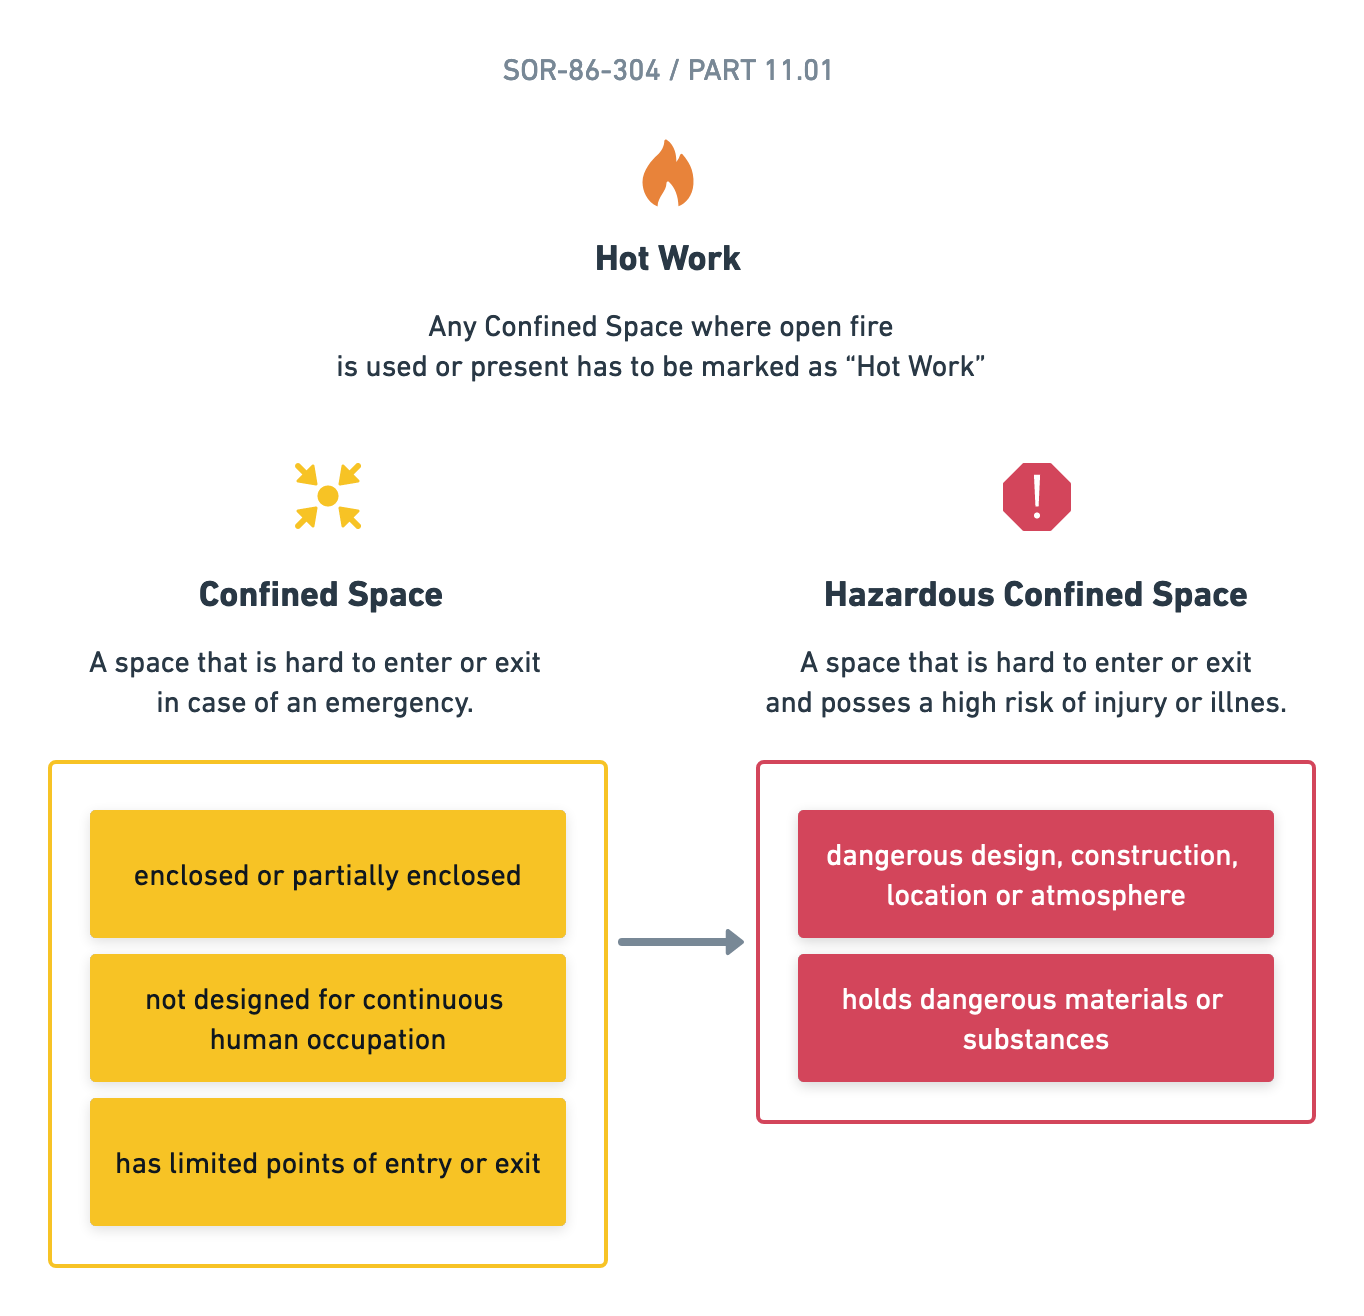 SOR-86-304 / PART 11.01
Hot Work
Any Confined Space where open fire
is used or present has to be marked as “Hot Work”
Confined Space
A space that is hard to enter or exit
in case of an emergency.
enclosed or partially enclosed
not designed for continuous
human occupation
has limited points of entry or exit
Hazardous Confined Space
A space that is hard to enter or exit
and posses a high risk of injury or illnes.
dangerous design, construction,
location or atmosphere
holds dangerous materials or
substances